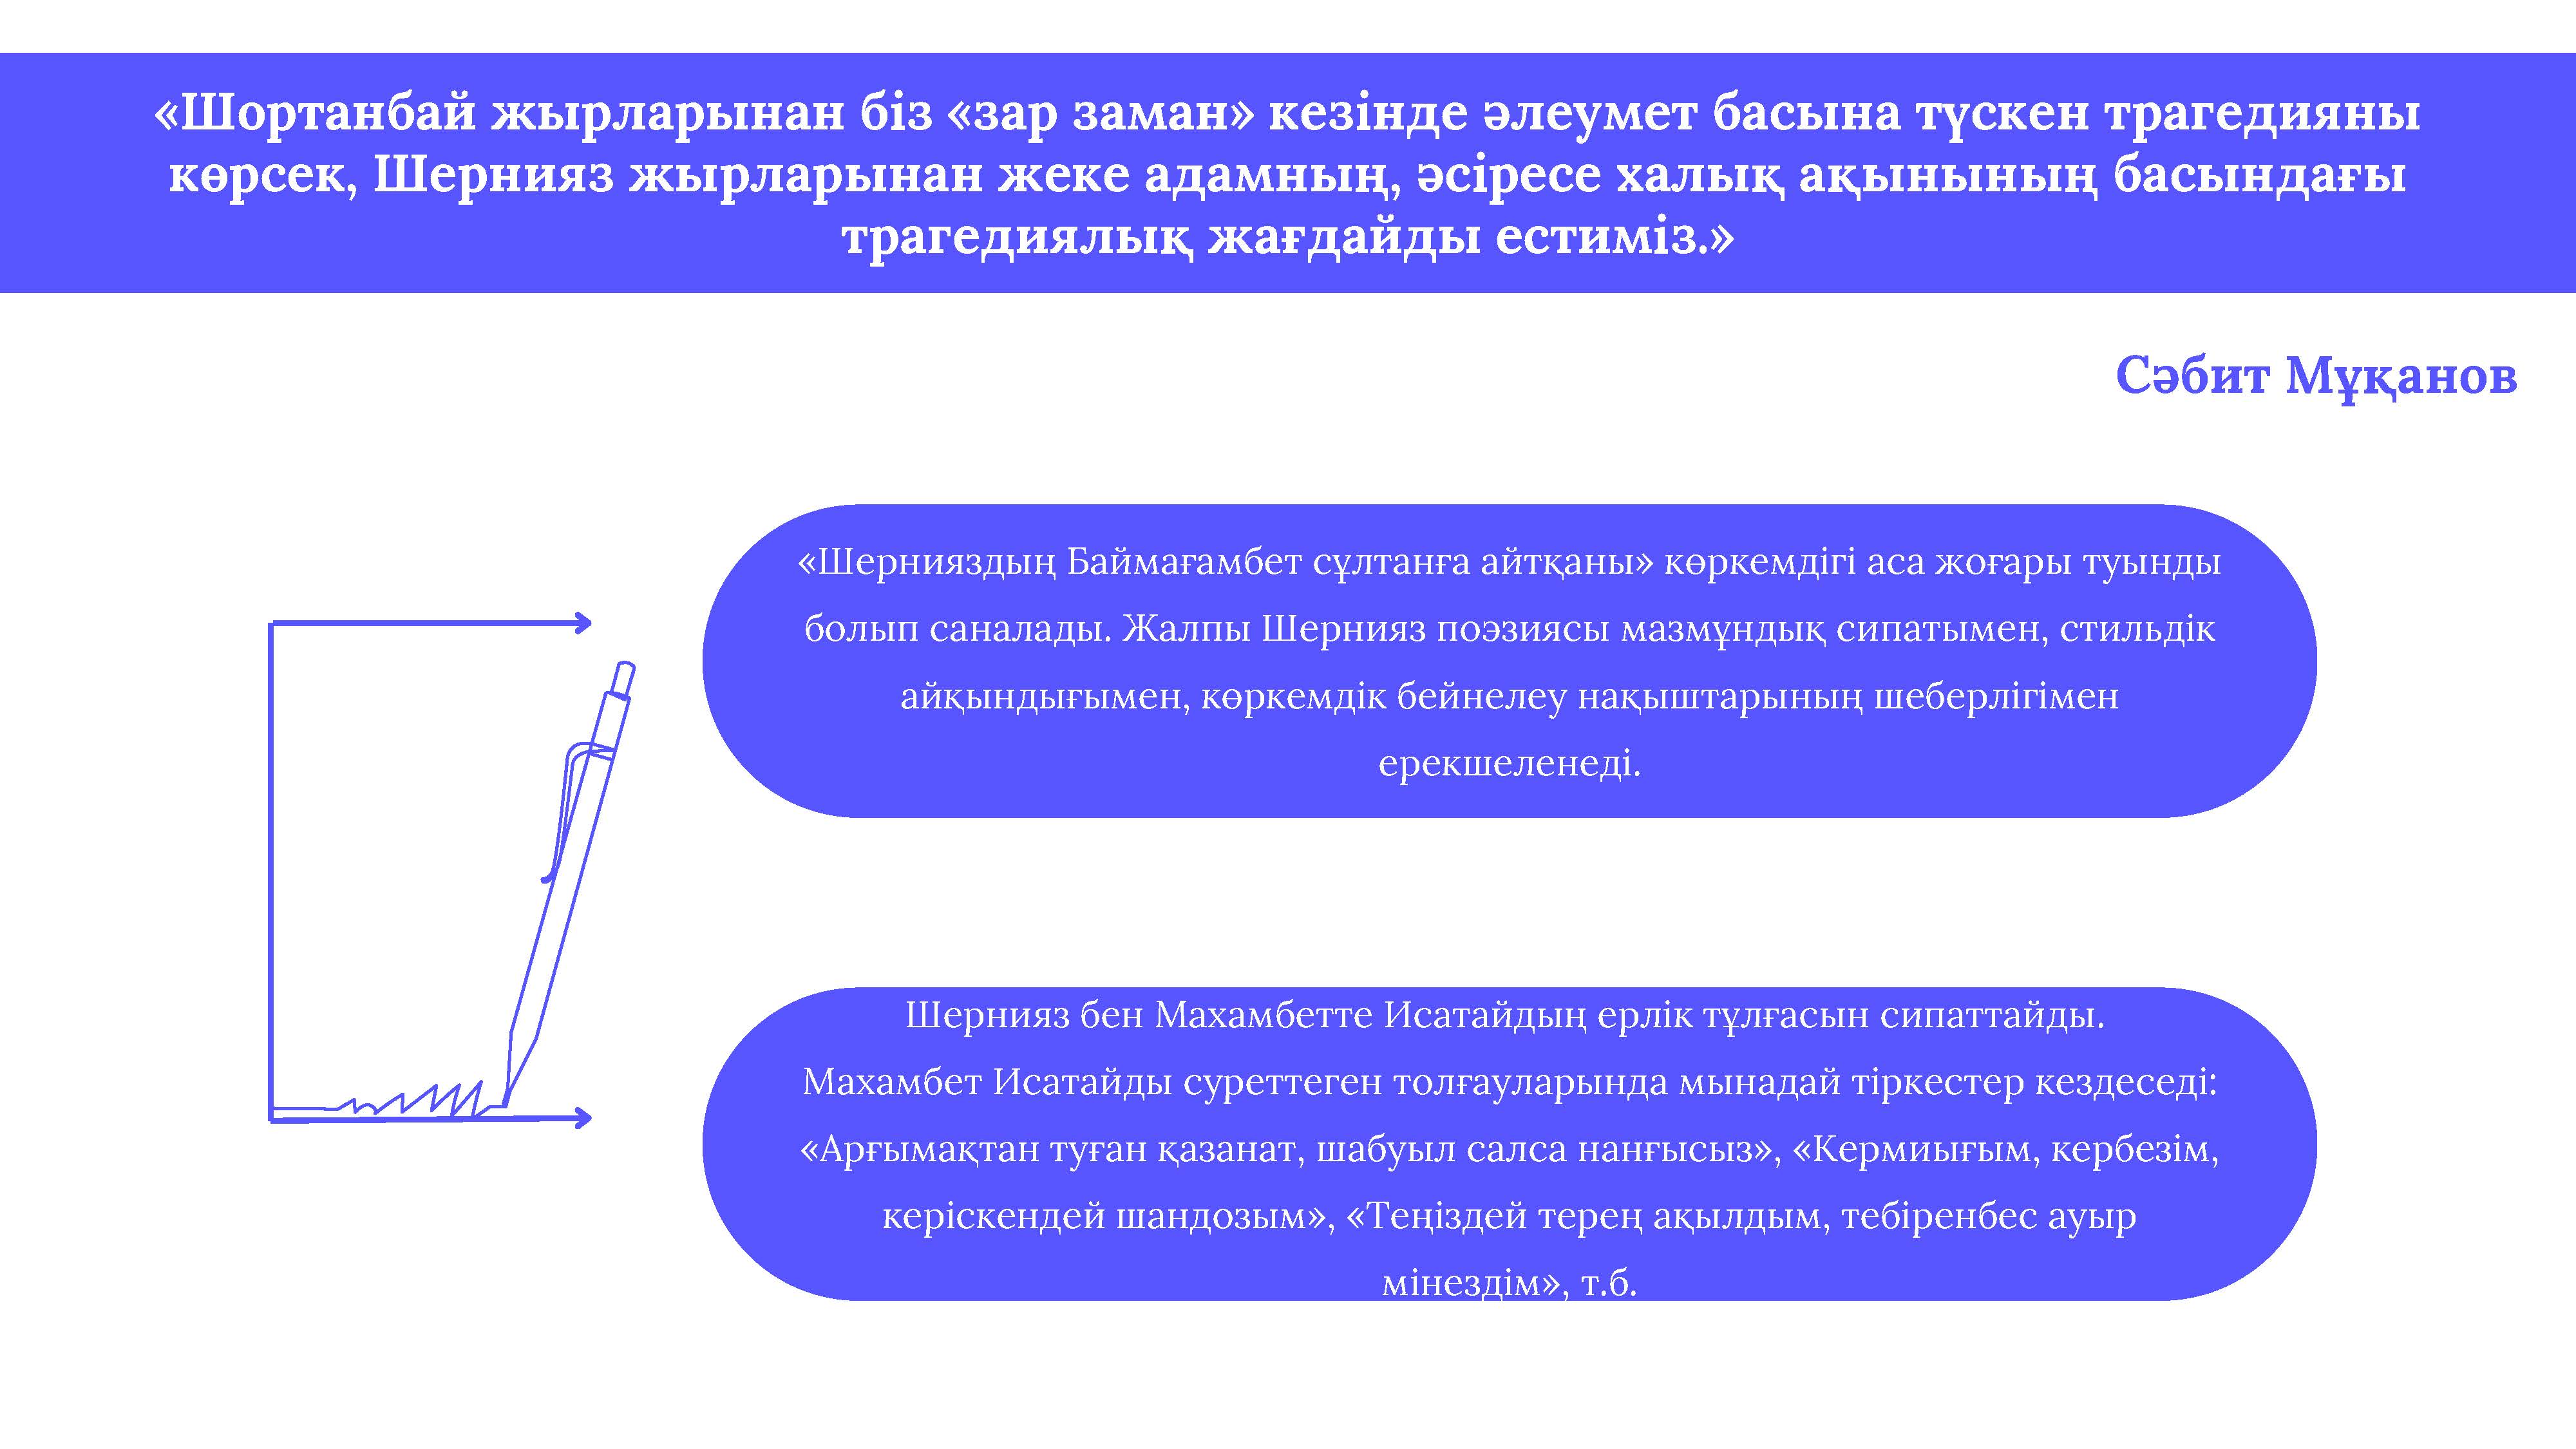 «Шортанбай жырларынан біз «зар заман» кезінде әлеумет басына түскен трагедияны
көрсек, Шернияз жырларынан жеке адамның, әсіресе халық ақынының басындағы
трагедиялық жағдайды естиміз.»
Сәбит Мұқанов
«Шернияздың Баймағамбет сұлтанға айтқаны» көркемдігі аса жоғары туынды
болып саналады. Жалпы Шернияз поэзиясы мазмұндық сипатымен, стильдік
айқындығымен, көркемдік бейнелеу нақыштарының шеберлігімен
ерекшеленеді.
Шернияз бен Махамбетте Исатайдың ерлік тұлғасын сипаттайды.
Махамбет Исатайды суреттеген толғауларында мынадай тіркестер кездеседі:
«Арғымақтан туған қазанат, шабуыл салса нанғысыз», «Кермиығым, кербезім,
керіскендей шандозым», «Теңіздей терең ақылдым, тебіренбес ауыр
мінездім», т.б.